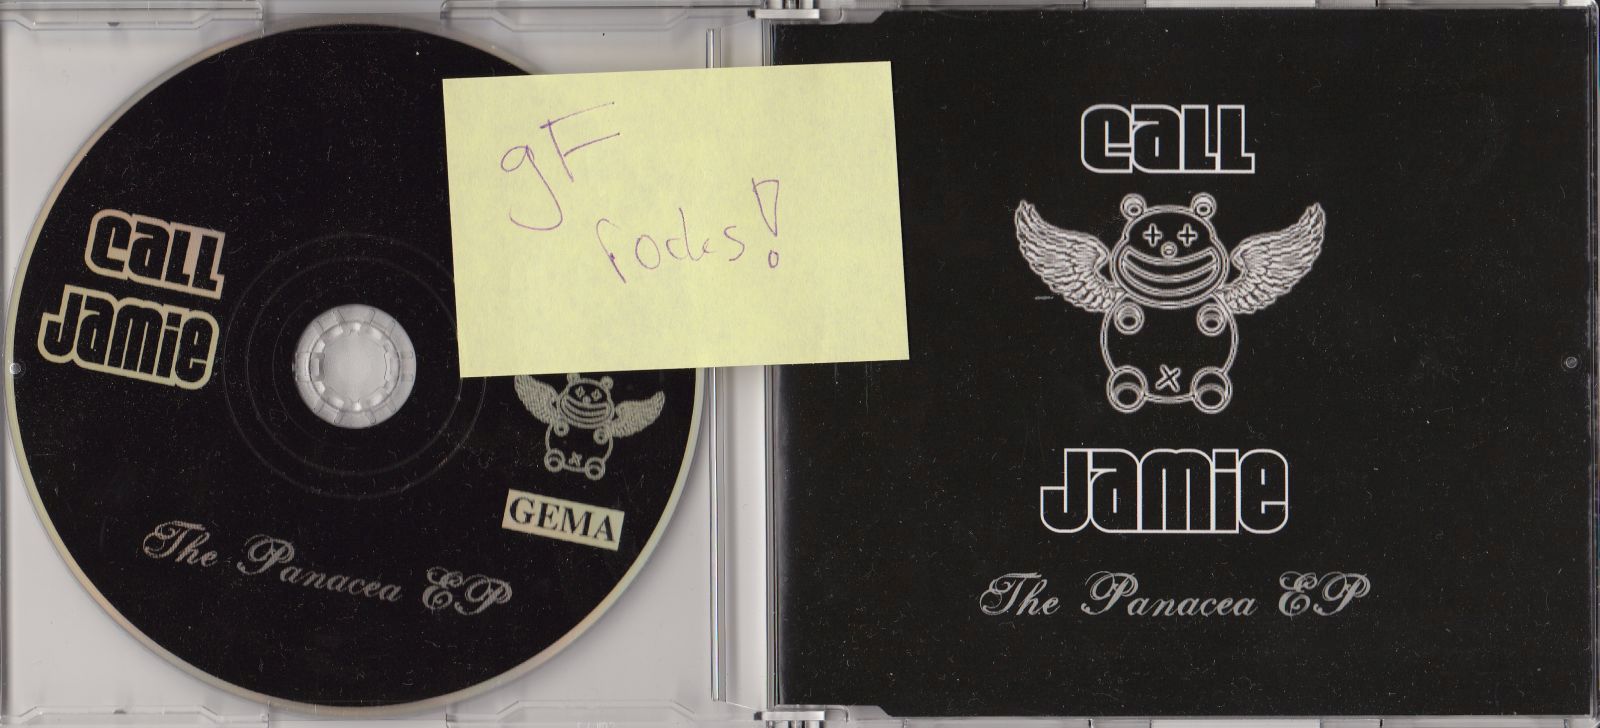 call
Jamie
GEMA
The Panacea EP
gF
rocks!
call
Jamie
The Panacea EP